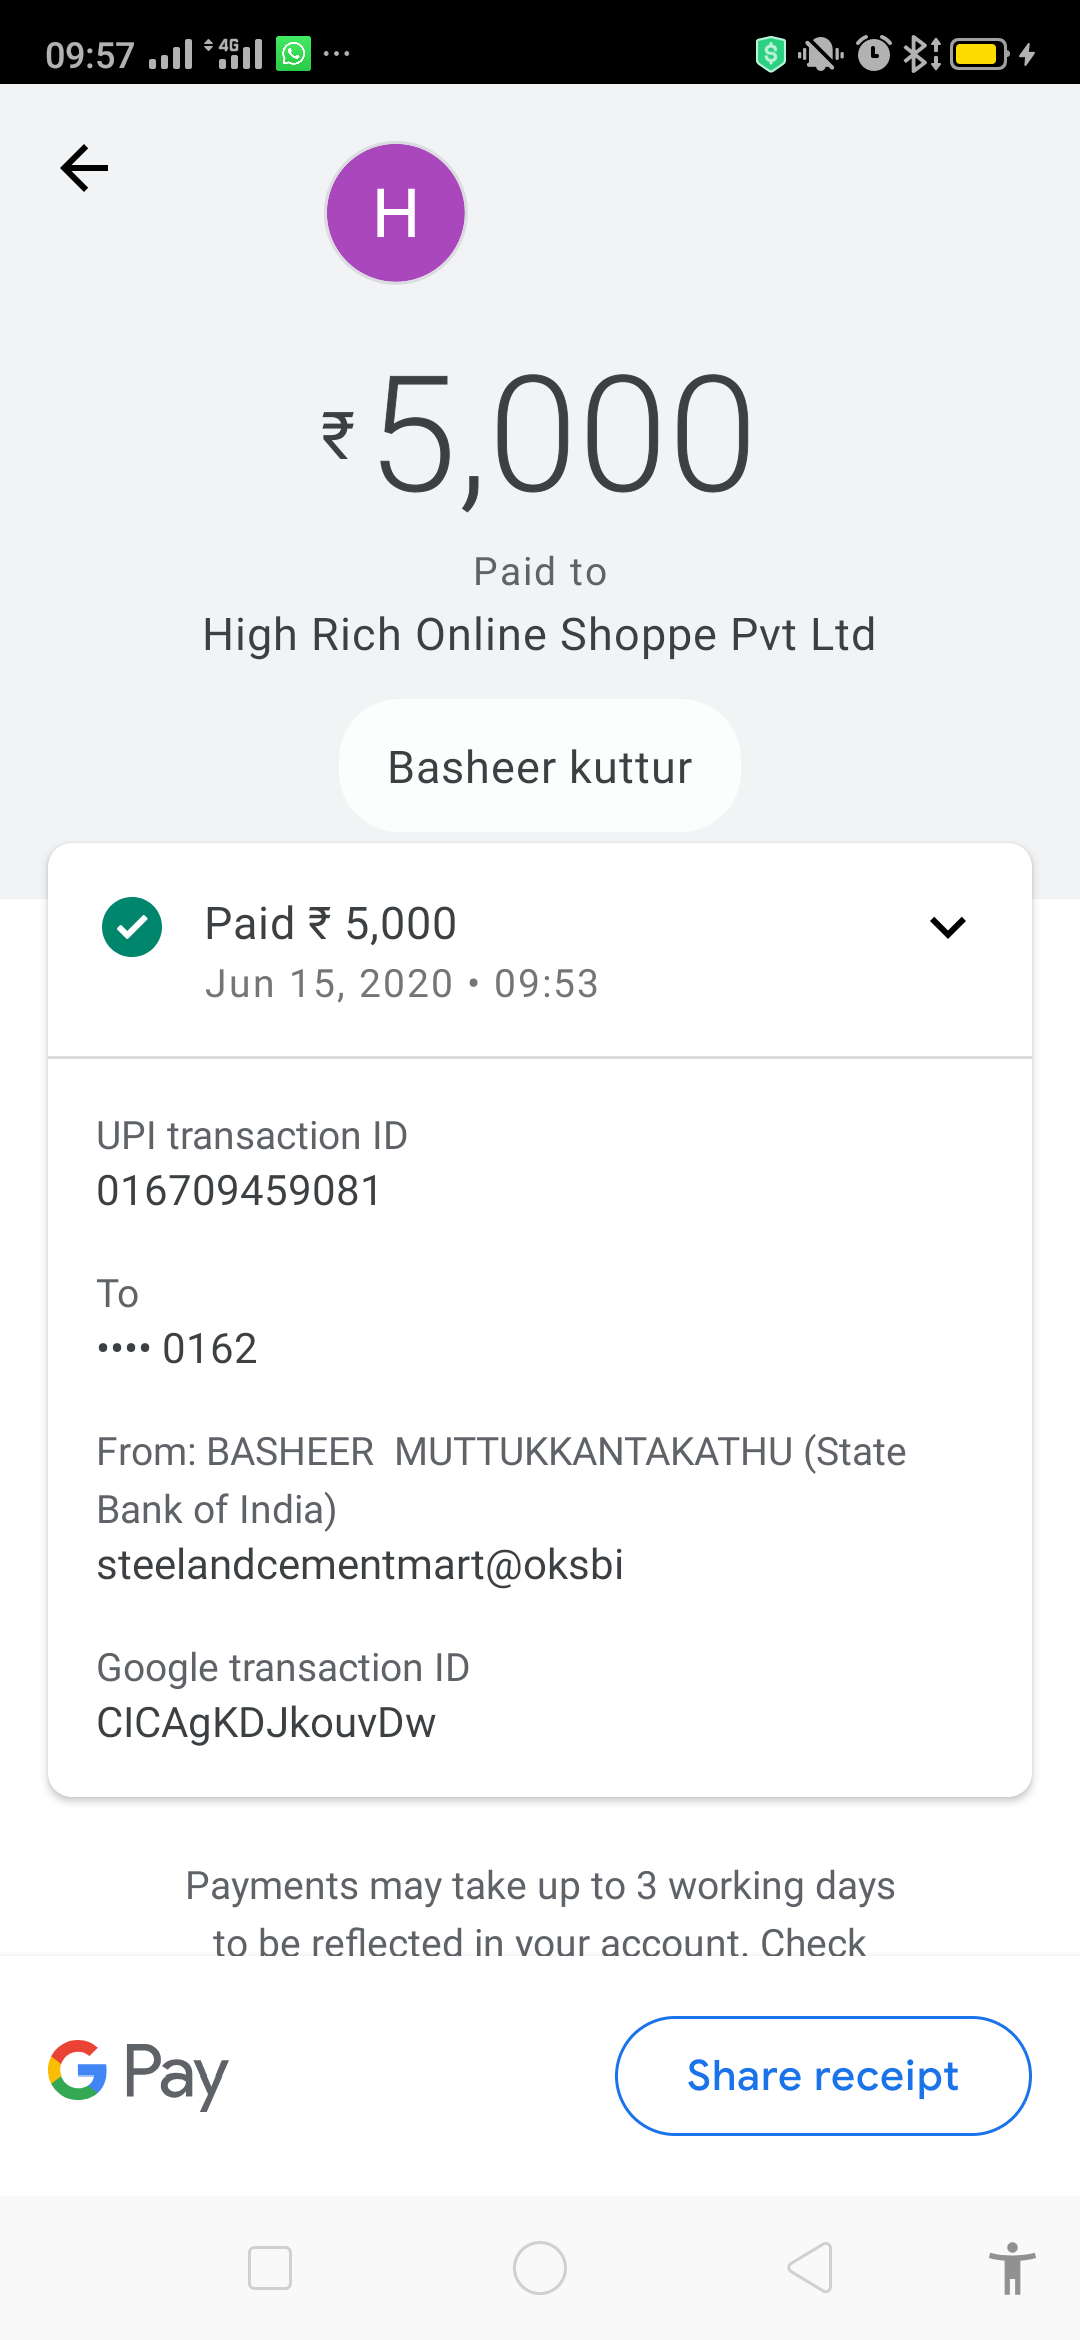 09:57
4G
H
₹5,000
Paid to
High Rich Online Shoppe Pvt Ltd
Basheer kuttur
Paid ₹ 5,000
Jun 15, 2020 • 09:53
UPI transaction ID
016709459081
To
•••• 0162
From: BASHEER  MUTTUKKANTAKATHU (State
Bank of India)
steelandcementmart@oksbi
Google transaction ID
CICAgKDJkouvDw
Payments may take up to 3 working days
to be reflected in your account. Check
G Pay
Share receipt